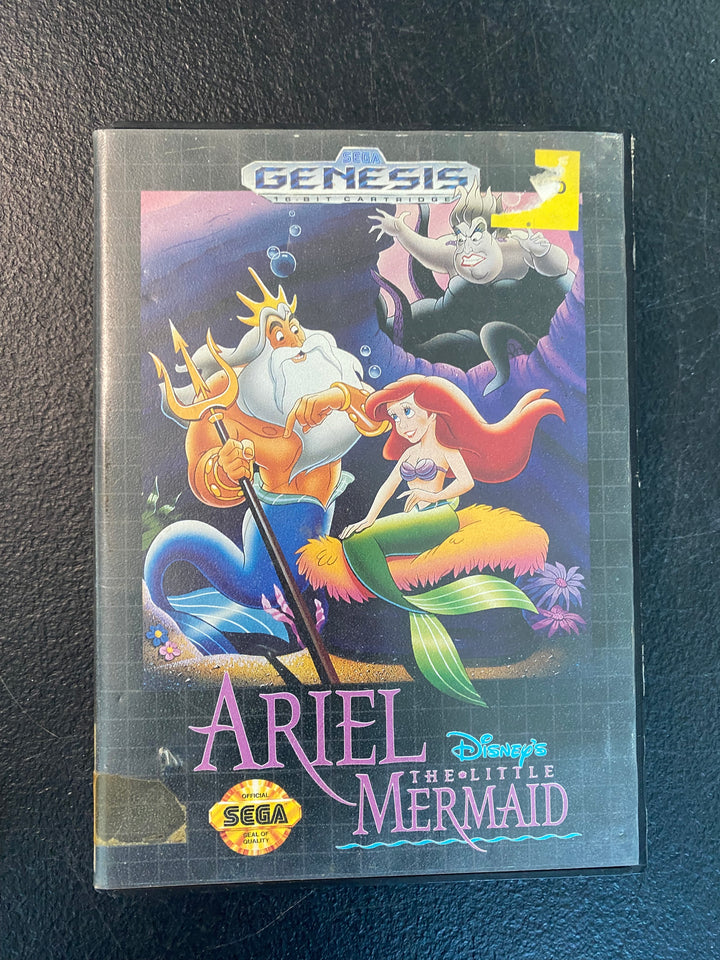 SEGA
GENESIS
16-BIT CARTRIDGE
ARIEL
Disney's
THE LITTLE
MERMAID
OFFICIAL
SEGA
SEAL OF
QUALITY